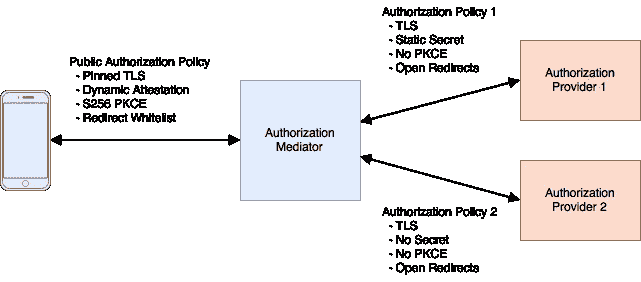 Public Authorization Policy
- Pinned TLS
- Dynamic Attestation
- S256 PKCE
- Redirect Whitelist
Authorization
Mediator
Authorization Policy 1
- TLS
- Static Secret
- No PKCE
- Open Redirects
Authorization
Provider 1
Authorization Policy 2
- TLS
- No Secret
- No PKCE
- Open Redirects
Authorization
Provider 2